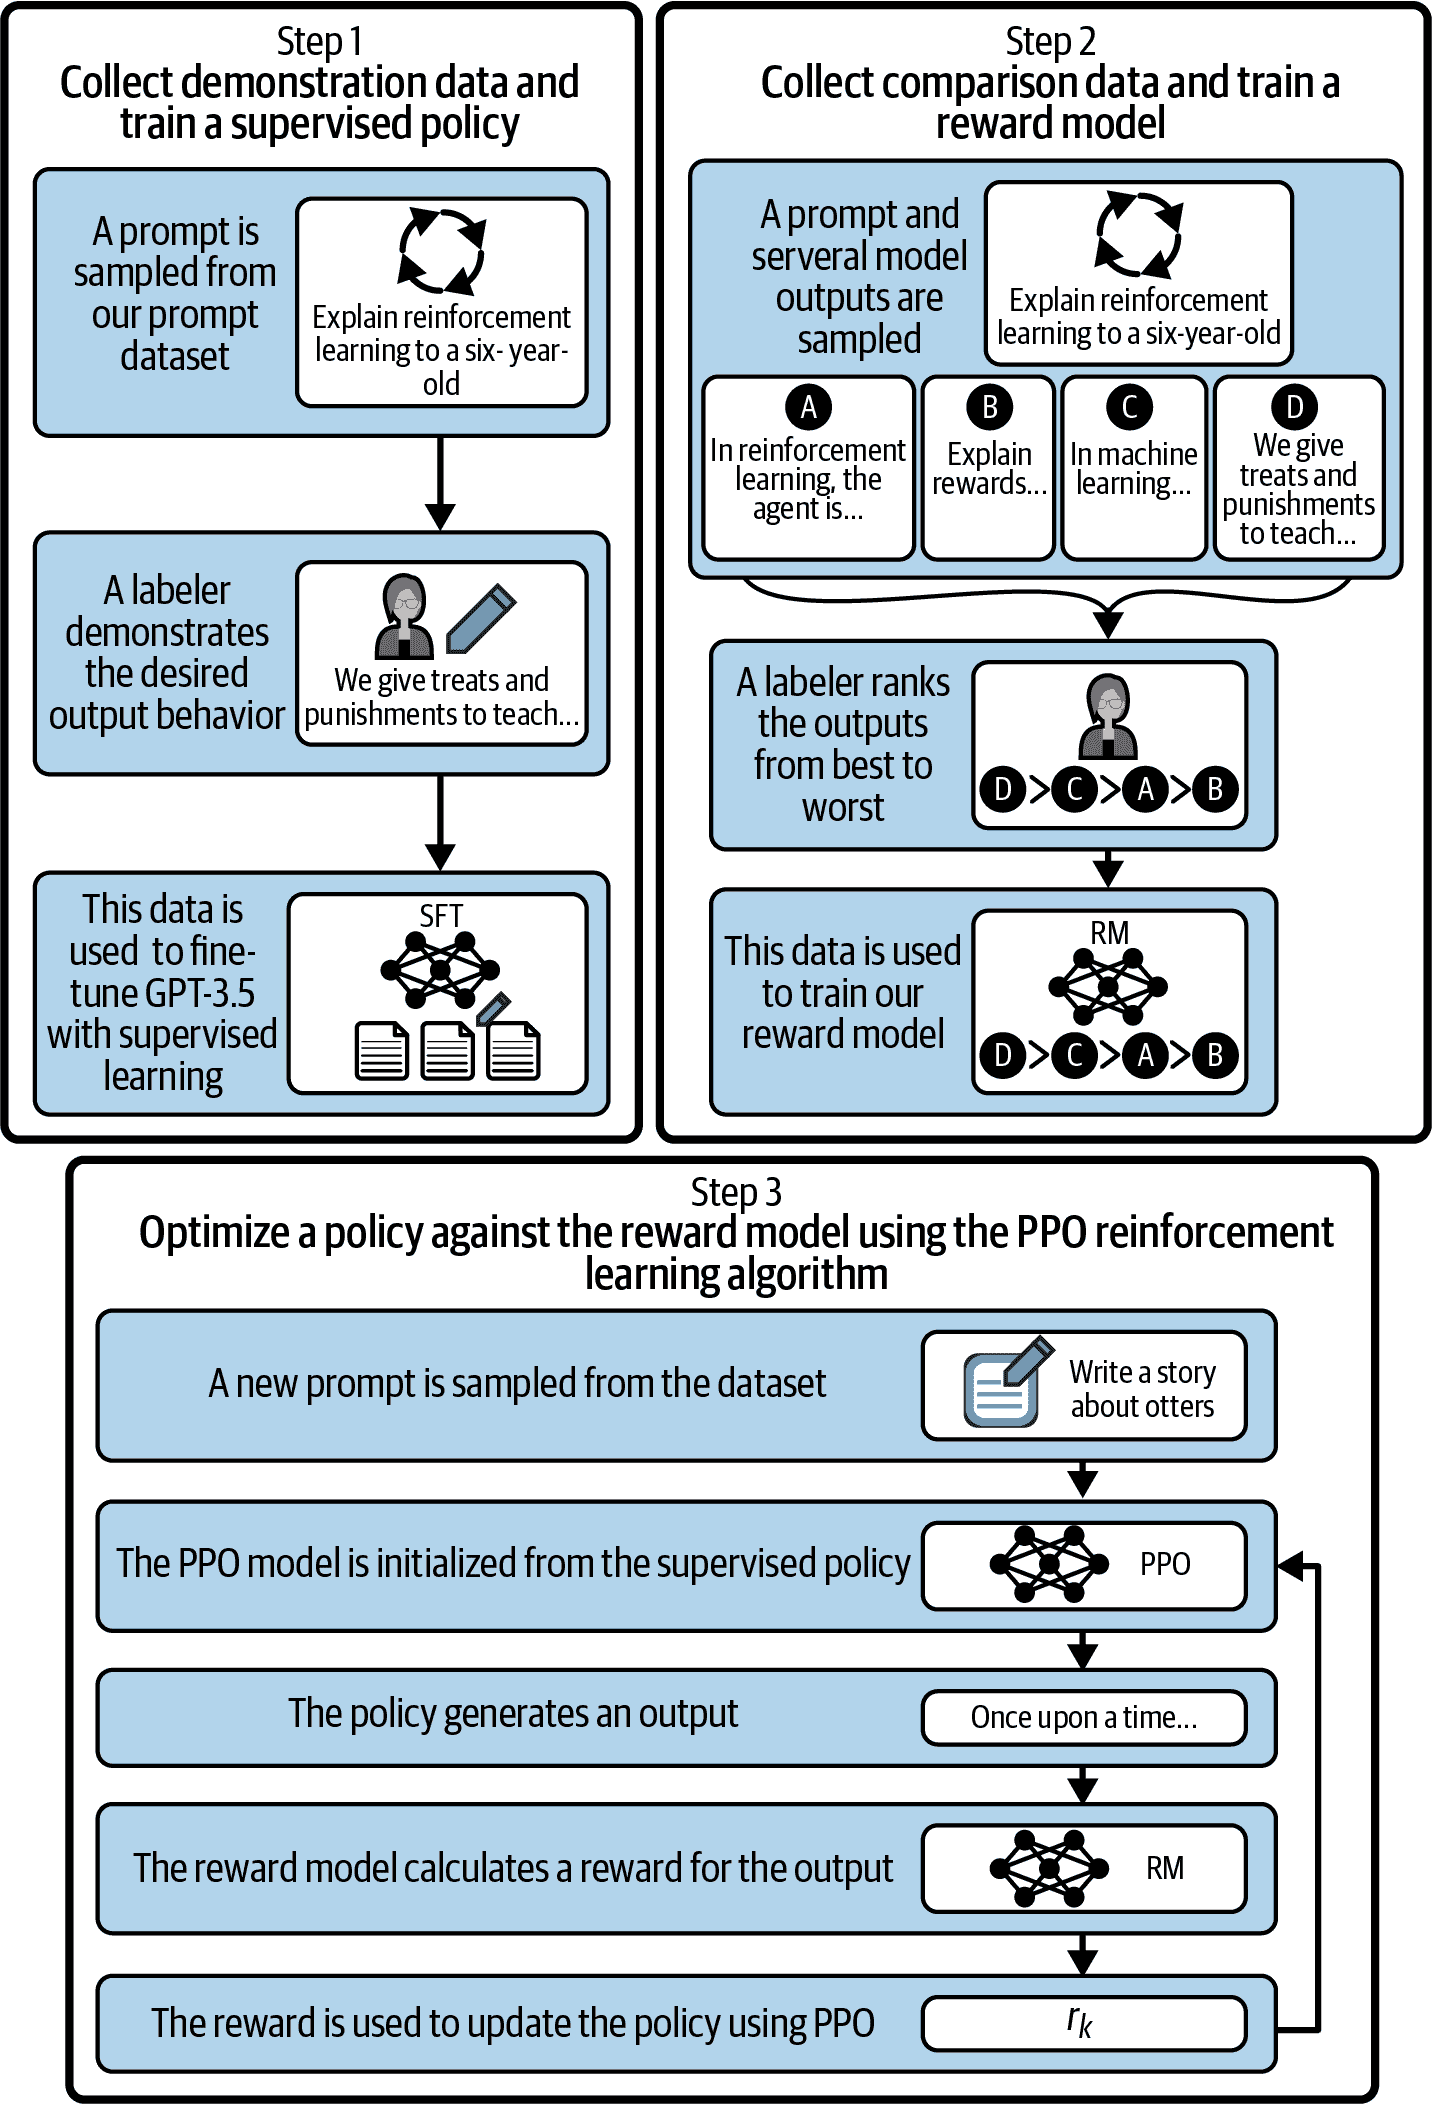 Step 1
Collect demonstration data and
train a supervised policy
A prompt is
sampled from
our prompt
dataset
Explain reinforcement
learning to a six- year-
old
A labeler
demonstrates
the desired
output behavior
We give treats and
punishments to teach...
This data is
used to fine-
tune GPT-3.5
with supervised
learning
SFT
Step 2
Collect comparison data and train a
reward model
A prompt and
serveral model
outputs are
sampled
Explain reinforcement
learning to a six-year-old
A
In reinforcement
learning, the
agent is...
B
Explain
rewards...
C
In machine
learning...
D
We give
treats and
punishments
to teach...
A labeler ranks
the outputs
from best to
worst
D > C > A > B
This data is used
to train our
reward model
RM
D > C > A > B
Step 3
Optimize a policy against the reward model using the PPO reinforcement
learning algorithm
A new prompt is sampled from the dataset
Write a story
about otters
The PPO model is initialized from the supervised policy
PPO
The policy generates an output
Once upon a time...
The reward model calculates a reward for the output
RM
The reward is used to update the policy using PPO
rk